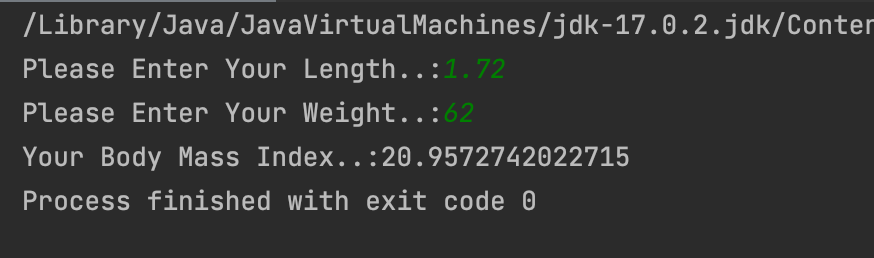 /Library/Java/JavaVirtualMachines/jdk-17.0.2.jdk/Conten
Please Enter Your Length..:1.72
Please Enter Your Weight..:62
Your Body Mass Index..:20.9572742022715
Process finished with exit code 0